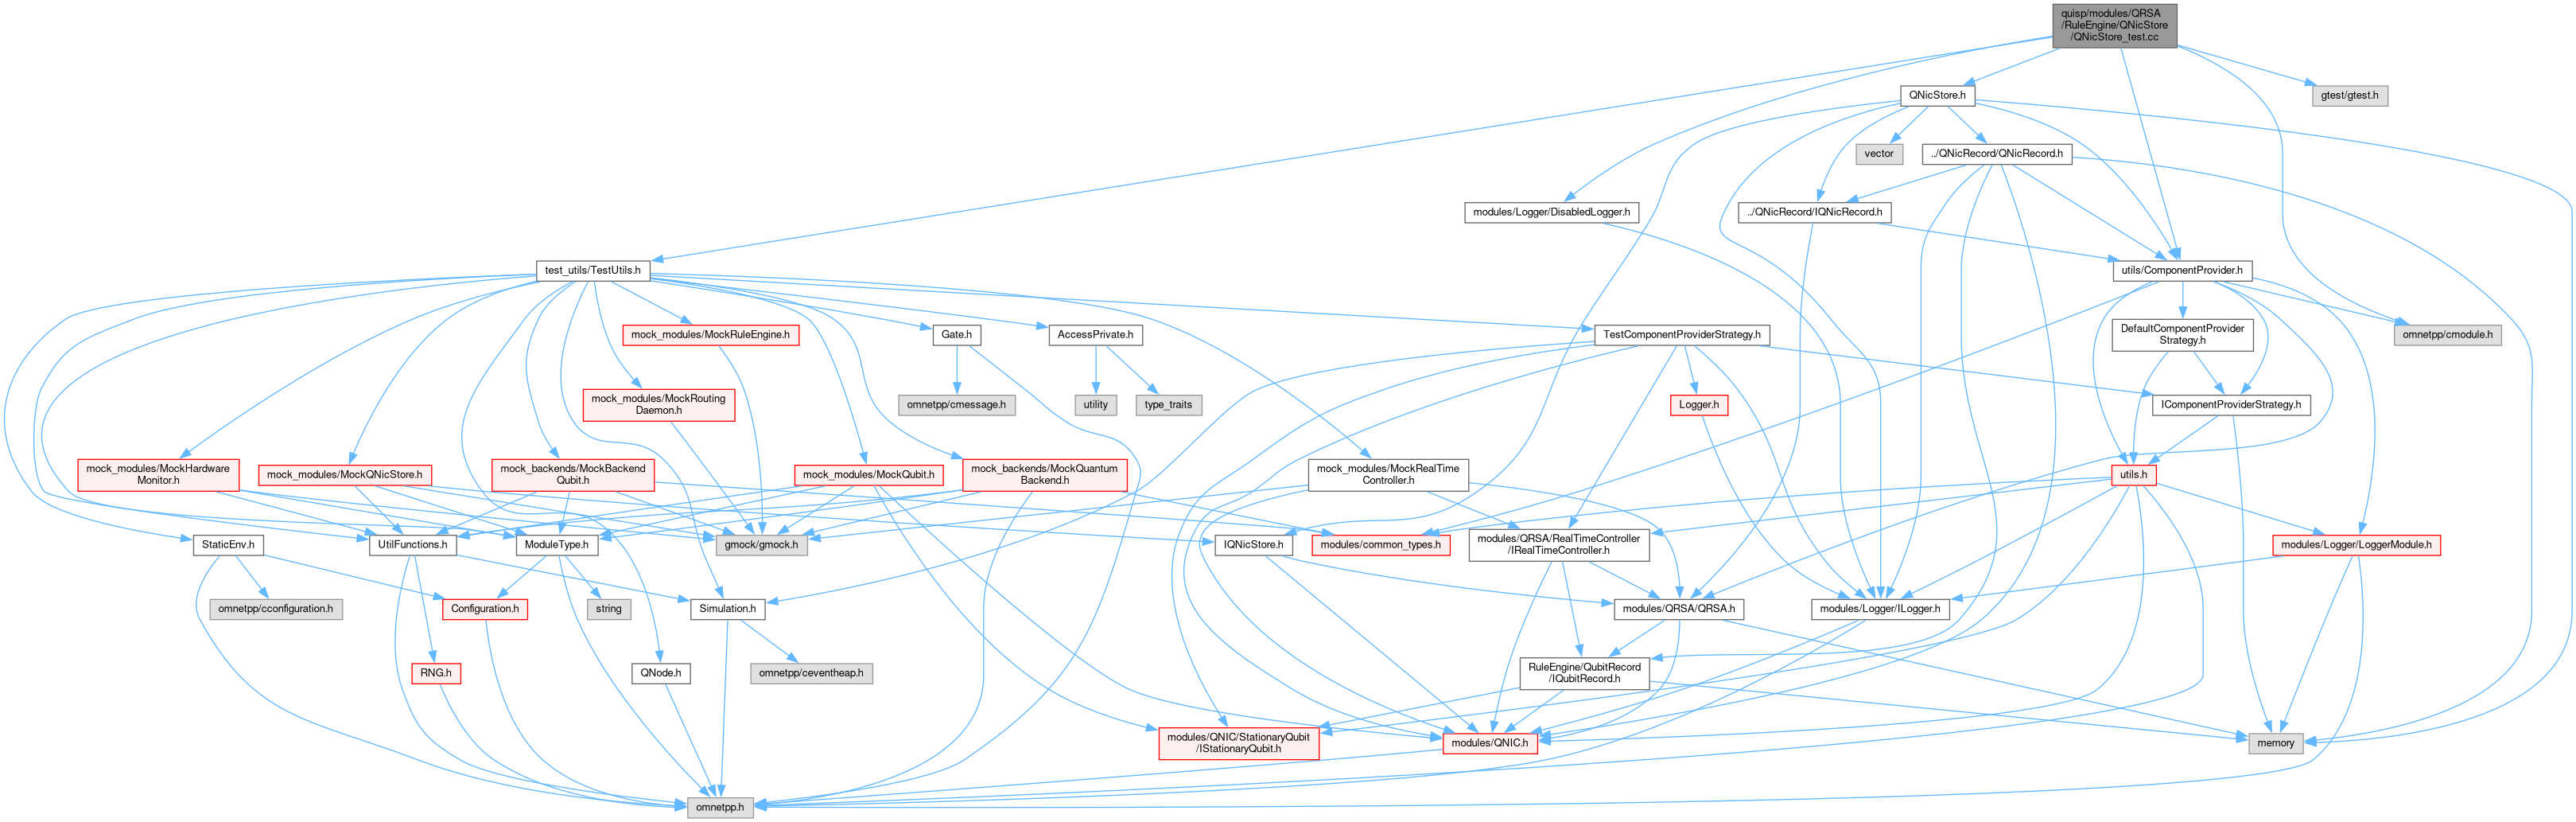 quisp/modules/QRSA
/RuleEngine/QNicStore
/QNicStore_test.cc
QNicStore.h
gtest/gtest.h
vector
../QNicRecord/QNicRecord.h
modules/Logger/DisabledLogger.h
../QNicRecord/IQNicRecord.h
test_utils/TestUtils.h
utils/ComponentProvider.h
mock_modules/MockRuleEngine.h
Gate.h
AccessPrivate.h
TestComponentProviderStrategy.h
DefaultComponentProvider
Strategy.h
omnetpp/cmodule.h
mock_modules/MockRouting
Daemon.h
omnetpp/cmessage.h
utility
type_traits
Logger.h
IComponentProviderStrategy.h
mock_modules/MockHardware
Monitor.h
mock_modules/MockQNicStore.h
mock_backends/MockBackend
Qubit.h
mock_modules/MockQubit.h
mock_backends/MockQuantum
Backend.h
mock_modules/MockRealTime
Controller.h
utils.h
StaticEnv.h
UtilFunctions.h
ModuleType.h
gmock/gmock.h
IQNicStore.h
modules/common_types.h
modules/QRSA/RealTimeController
/IRealTimeController.h
modules/Logger/LoggerModule.h
omnetpp/cconfiguration.h
Configuration.h
string
Simulation.h
modules/QRSA/QRSA.h
modules/Logger/ILogger.h
RNG.h
QNode.h
omnetpp/ceventheap.h
RuleEngine/QubitRecord
/IQubitRecord.h
modules/QNIC/StationaryQubit
/IStationaryQubit.h
modules/QNIC.h
memory
omnetpp.h